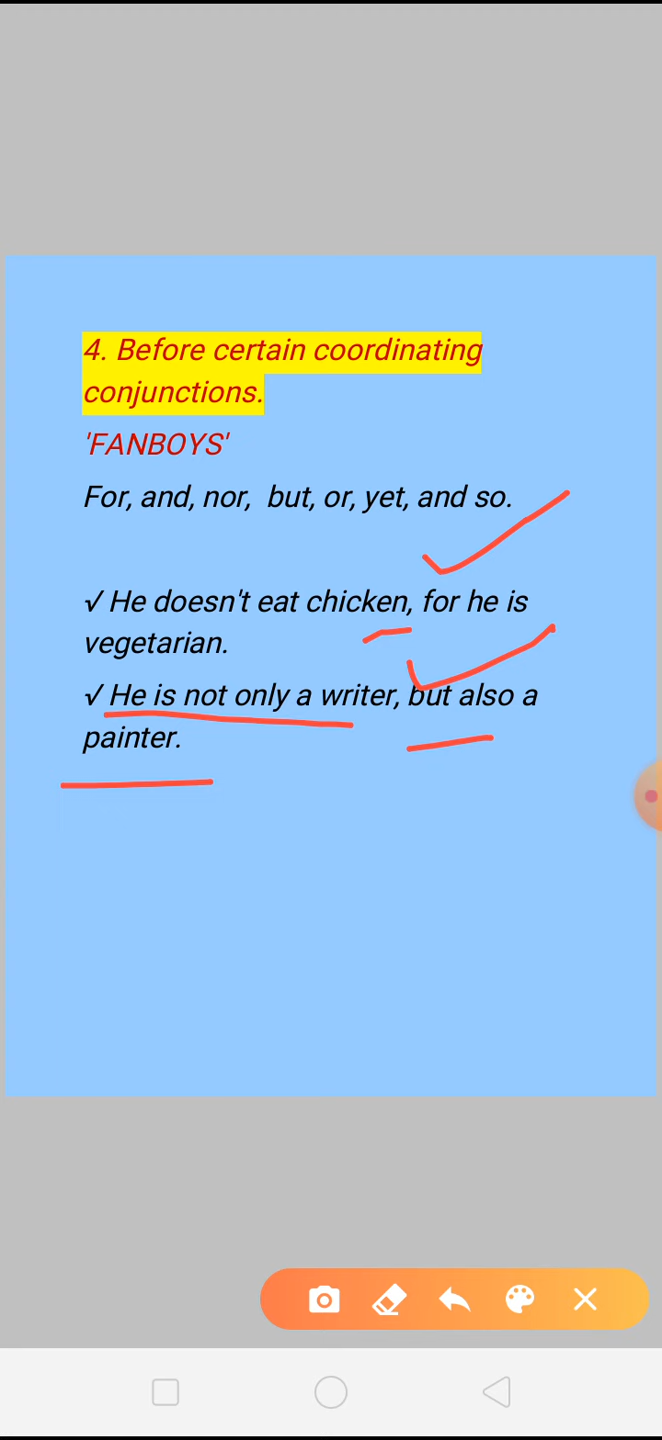 4. Before certain coordinating
conjunctions.
'FANBOYS'
For, and, nor,  but, or, yet, and so.
√ He doesn't eat chicken, for he is
vegetarian.
√ He is not only a writer, but also a
painter.